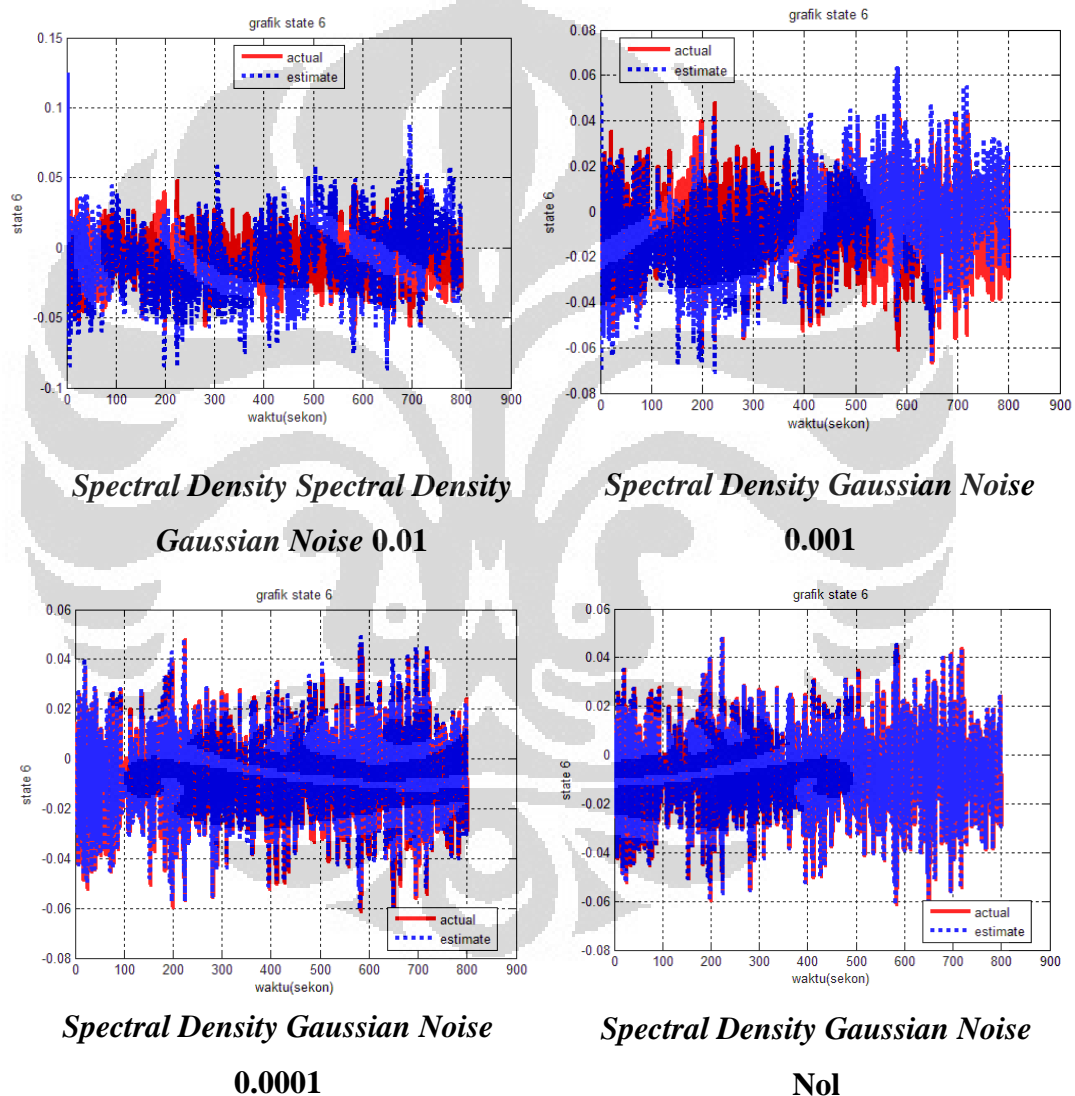 grafik state 6
0.15
0.1
0.05
0
-0.05
-0.1
state 6
actual
estimate
0 100 200 300 400 500 600 700 800 900
waktu(sekon)
Spectral Density Spectral Density
Gaussian Noise 0.01
grafik state 6
0.08
0.06
0.04
0.02
0
-0.02
-0.04
-0.06
-0.08
state 6
actual
estimate
0 100 200 300 400 500 600 700 800 900
waktu(sekon)
Spectral Density Gaussian Noise
0.001
grafik state 6
0.06
0.04
0.02
0
-0.02
-0.04
-0.06
-0.08
state 6
actual
estimate
0 100 200 300 400 500 600 700 800 900
waktu(sekon)
Spectral Density Gaussian Noise
0.0001
grafik state 6
0.06
0.04
0.02
0
-0.02
-0.04
-0.06
-0.08
state 6
actual
estimate
0 100 200 300 400 500 600 700 800 900
waktu(sekon)
Spectral Density Gaussian Noise
Nol